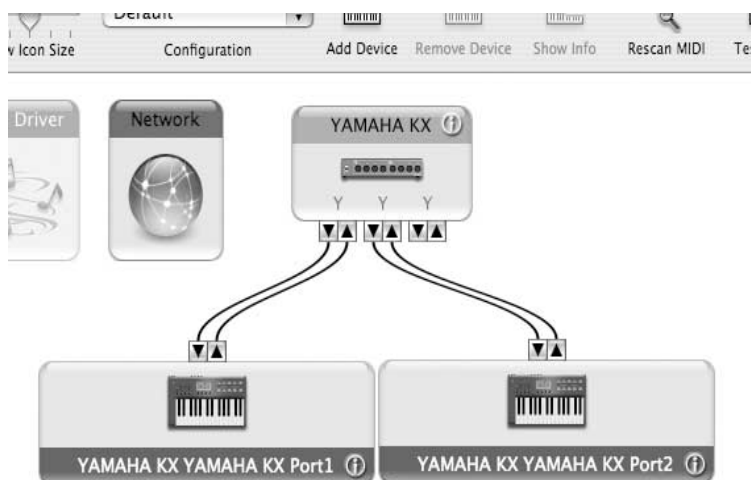 Default
w Icon Size
Configuration
Add Device
Remove Device
Show Info
Rescan MIDI
Te
Driver
Network
YAMAHA KX
Y Y Y
YAMAHA KX YAMAHA KX Port1
YAMAHA KX YAMAHA KX Port2